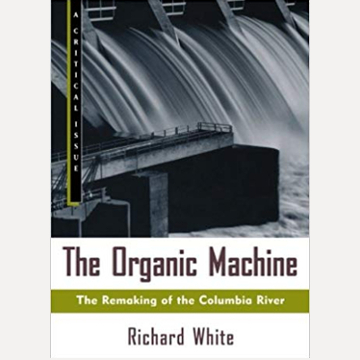 A CRITICAL ISSUE
The Organic Machine
The Remaking of the Columbia River
Richard White